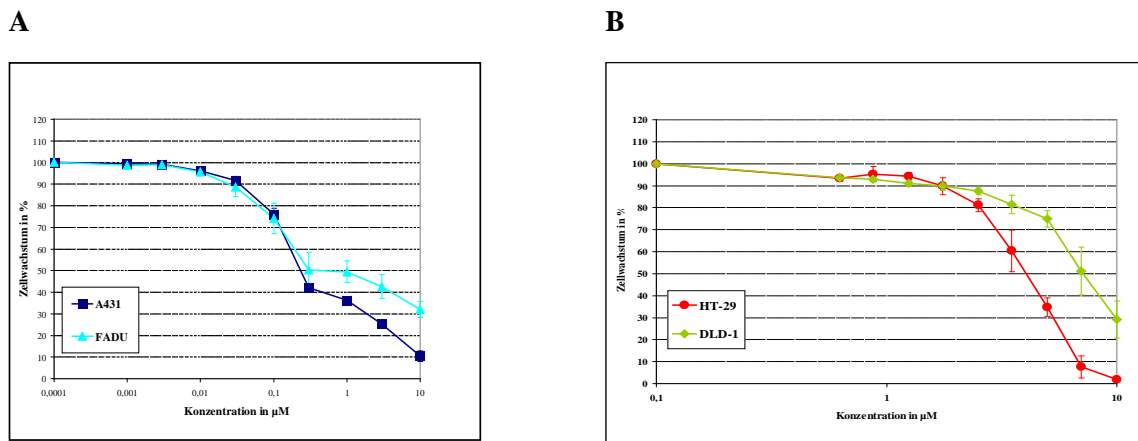 A
120
110
100
90
80
70
60
50
40
30
20
10
0
Zellwachstum in %
A431
FADU
0,0001 0,001 0,01 0,1 1 10
Konzentration in µM
B
120
110
100
90
80
70
60
50
40
30
20
10
0
Zellwachstum in %
HT-29
DLD-1
0,1 1 10
Konzentration in µM